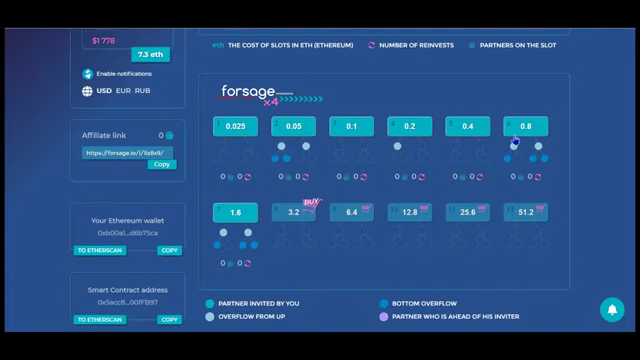 $1 778
7.3 eth
Enable notifications
USD EUR RUB
Affiliate link 0
Copy
Your Ethereum wallet
0xb00a1...d6b75ca
TO ETHERSCAN COPY
Smart Contract address
0x5acc8...00fFB97
TO ETHERSCAN COPY
eth THE COST OF SLOTS IN ETH (ETHEREUM) NUMBER OF REINVESTS PARTNERS ON THE SLOT
forsage
x4
1 0.025 2 0.05 3 0.1 4 0.2 5 0.4 6 0.8
0 0 0 0 0 0 0 0 0 0 0 0
BUY
7 1.6 8 3.2 9 6.4 10 12.8 11 25.6 12 51.2
0 0
PARTNER INVITED BY YOU BOTTOM OVERFLOW
OVERFLOW FROM UP PARTNER WHO IS AHEAD OF HIS INVITER